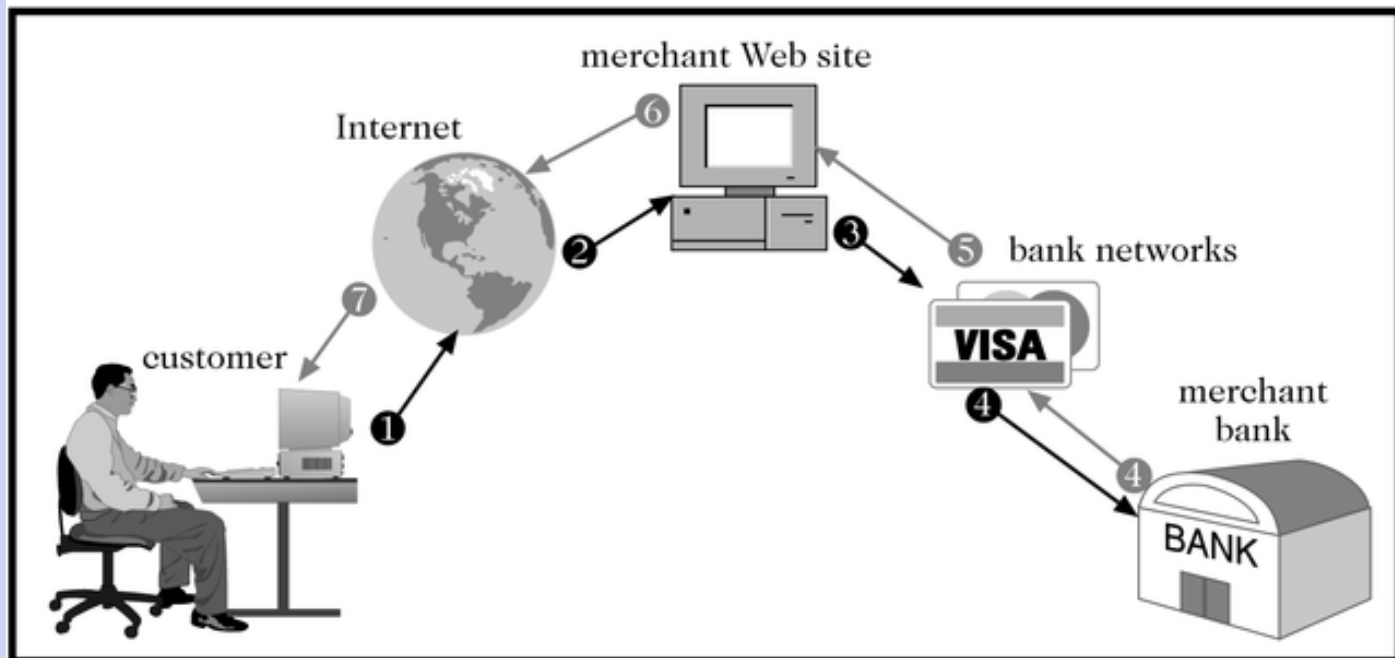 merchant Web site
6
Internet
2
3
5
bank networks
7
customer
VISA
1
4
merchant
bank
4
BANK